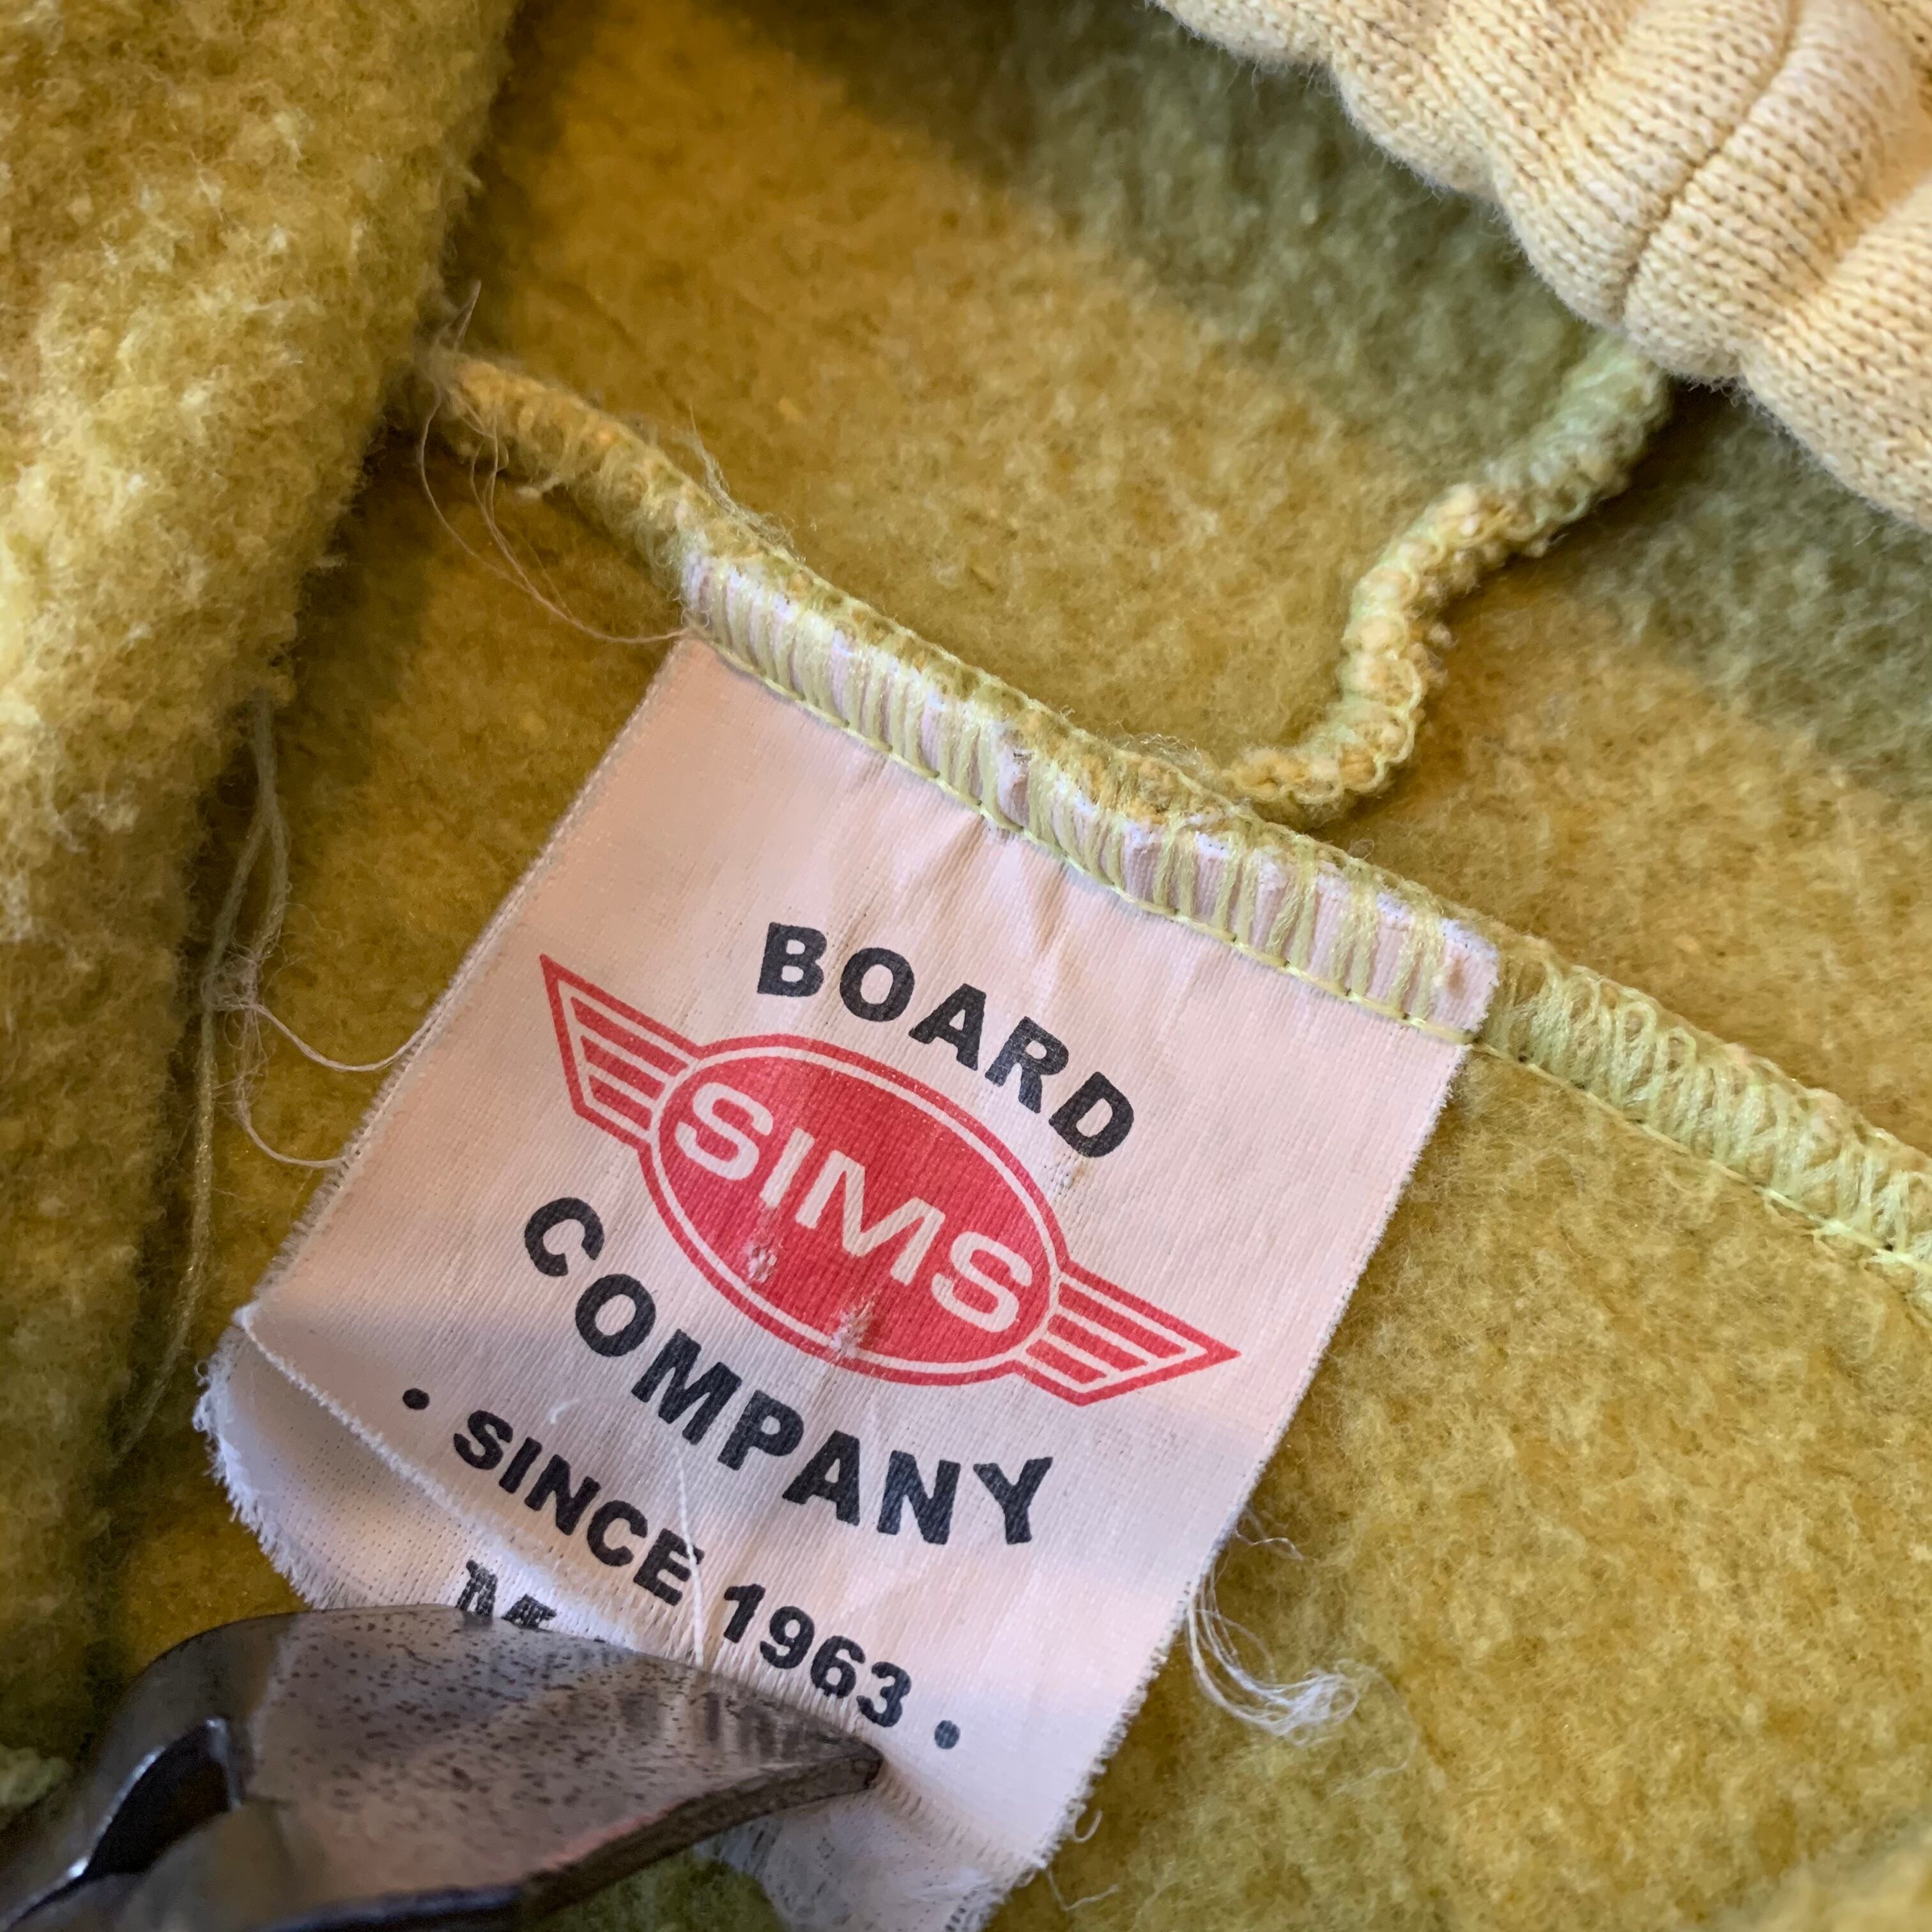 BOARD
SIMS
COMPANY
• SINCE 1963 •